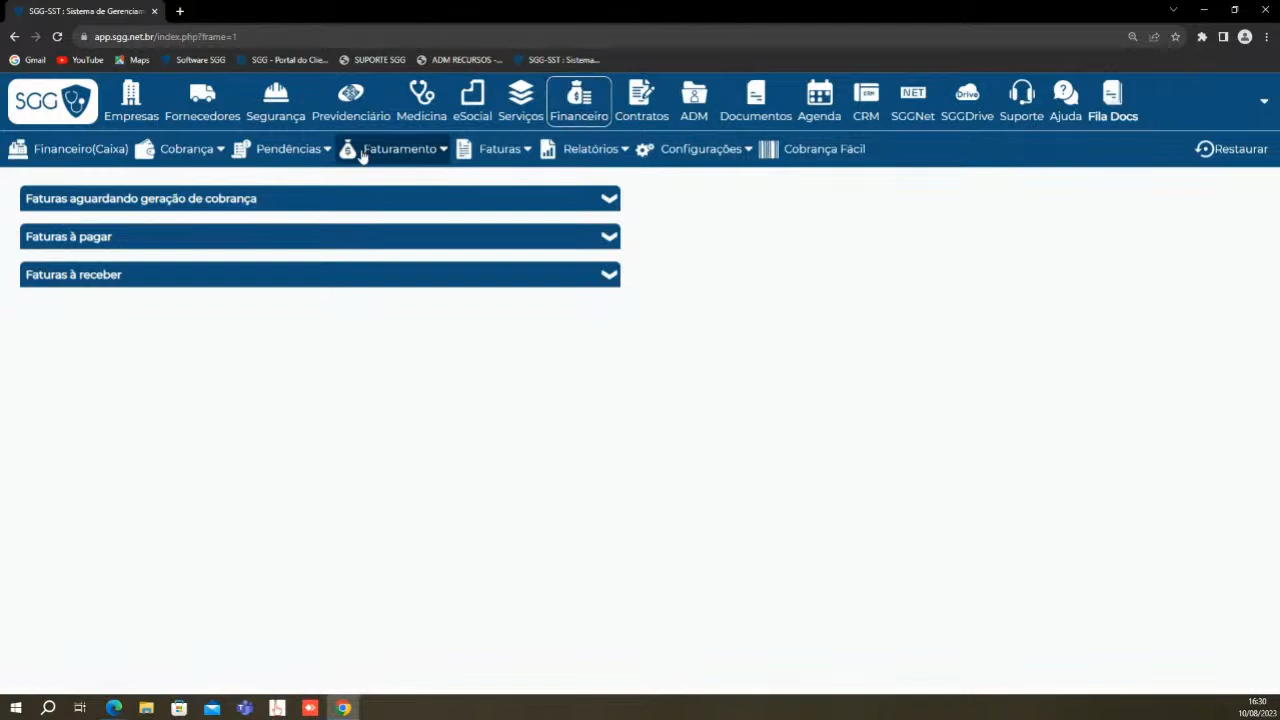 SGG-SST : Sistema de Gerenciam
app.sgg.net.br/index.php?frame=1
Gmail YouTube Maps Software SGG SGG - Portal do Clie... SUPORTE SGG ADM RECURSOS -... SGG-SST : Sistema...
SGG Empresas Fornecedores Segurança Previdenciário Medicina eSocial Serviços Financeiro Contratos ADM Documentos Agenda CRM CRM NET SGGNet Drive SGGDrive Suporte Ajuda Fila Docs
Financeiro(Caixa) Cobrança Pendências Faturamento Faturas Relatórios Configurações Cobrança Fácil Restaurar
Faturas aguardando geração de cobrança
Faturas à pagar
Faturas à receber
16:30
10/08/2023